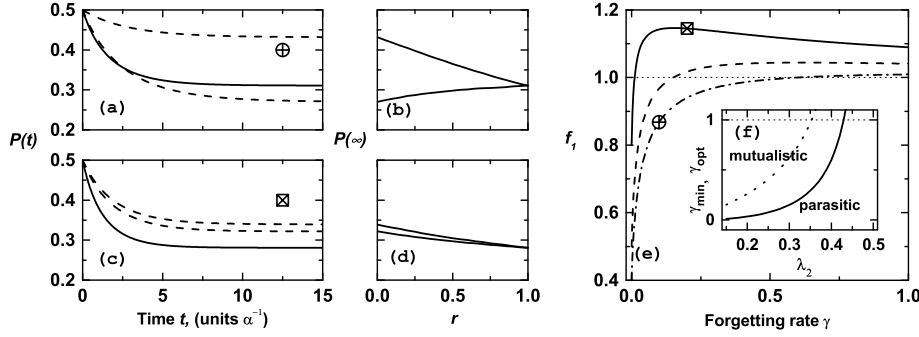 0.5
0.4
0.3
0.2
(a)
P(t)
0.5
0.4
0.3
0.2
(c)
0 5 10 15
Time t, (units α⁻¹)
(b)
P(∞)
(d)
0.0 0.5 1.0
r
1.2
1.0
0.8
0.6
0.4
f₁
(e)
0.0 0.5 1.0
Forgetting rate γ
1
0
γmin, γopt
(f)
mutualistic
parasitic
0.2 0.3 0.4 0.5
λ₂